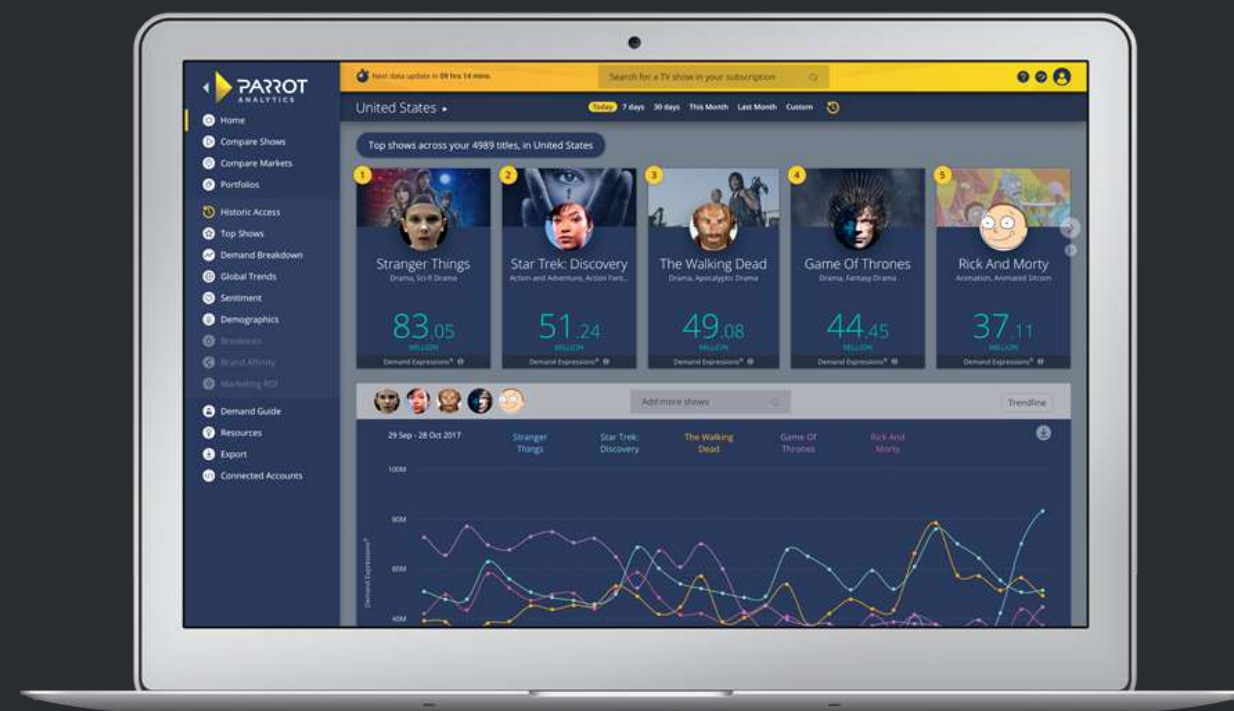 PARROT
ANALYTICS
Home
Compare Shows
Compare Markets
Portfolios
Historic Access
Top Shows
Demand Breakdown
Global Trends
Sentiment
Demographics
Breakouts
Brand Affinity
Marketing ROI
Demand Guide
Resources
Export
Connected Accounts
Next data update in 09 hrs 14 mins
Search for a TV show in your subscription
United States
Today 7 days 30 days This Month Last Month Custom
Top shows across your 4989 titles, in United States
1
Stranger Things
Drama, Sci-fi Drama
83.05
MILLION
Demand Expressions®
2
Star Trek: Discovery
Action and Adventure, Action Fant...
51.24
MILLION
Demand Expressions®
3
The Walking Dead
Drama, Apocalyptic Drama
49.08
MILLION
Demand Expressions®
4
Game Of Thrones
Drama, Fantasy Drama
44.45
MILLION
Demand Expressions®
5
Rick And Morty
Animation, Animated Sitcom
37.11
MILLION
Demand Expressions®
Add more shows
Trendline
29 Sep - 28 Oct 2017
Stranger
Things
Star Trek:
Discovery
The Walking
Dead
Game Of
Thrones
Rick And
Morty
100M
80M
60M
40M
Demand Expressions®